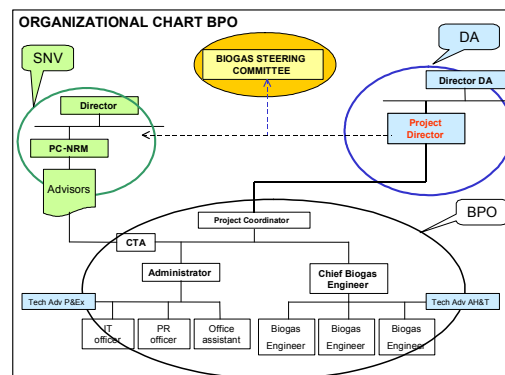 ORGANIZATIONAL CHART BPO
SNV
DA
BIOGAS STEERING
COMMITTEE
Director
Director DA
PC-NRM
Project
Director
Advisors
BPO
Project Coordinator
CTA
Administrator
Chief Biogas
Engineer
Tech Adv P&Ex
Tech Adv AH&T
IT
officer
PR
officer
Office
assistant
Biogas
Engineer
Biogas
Engineer
Biogas
Engineer